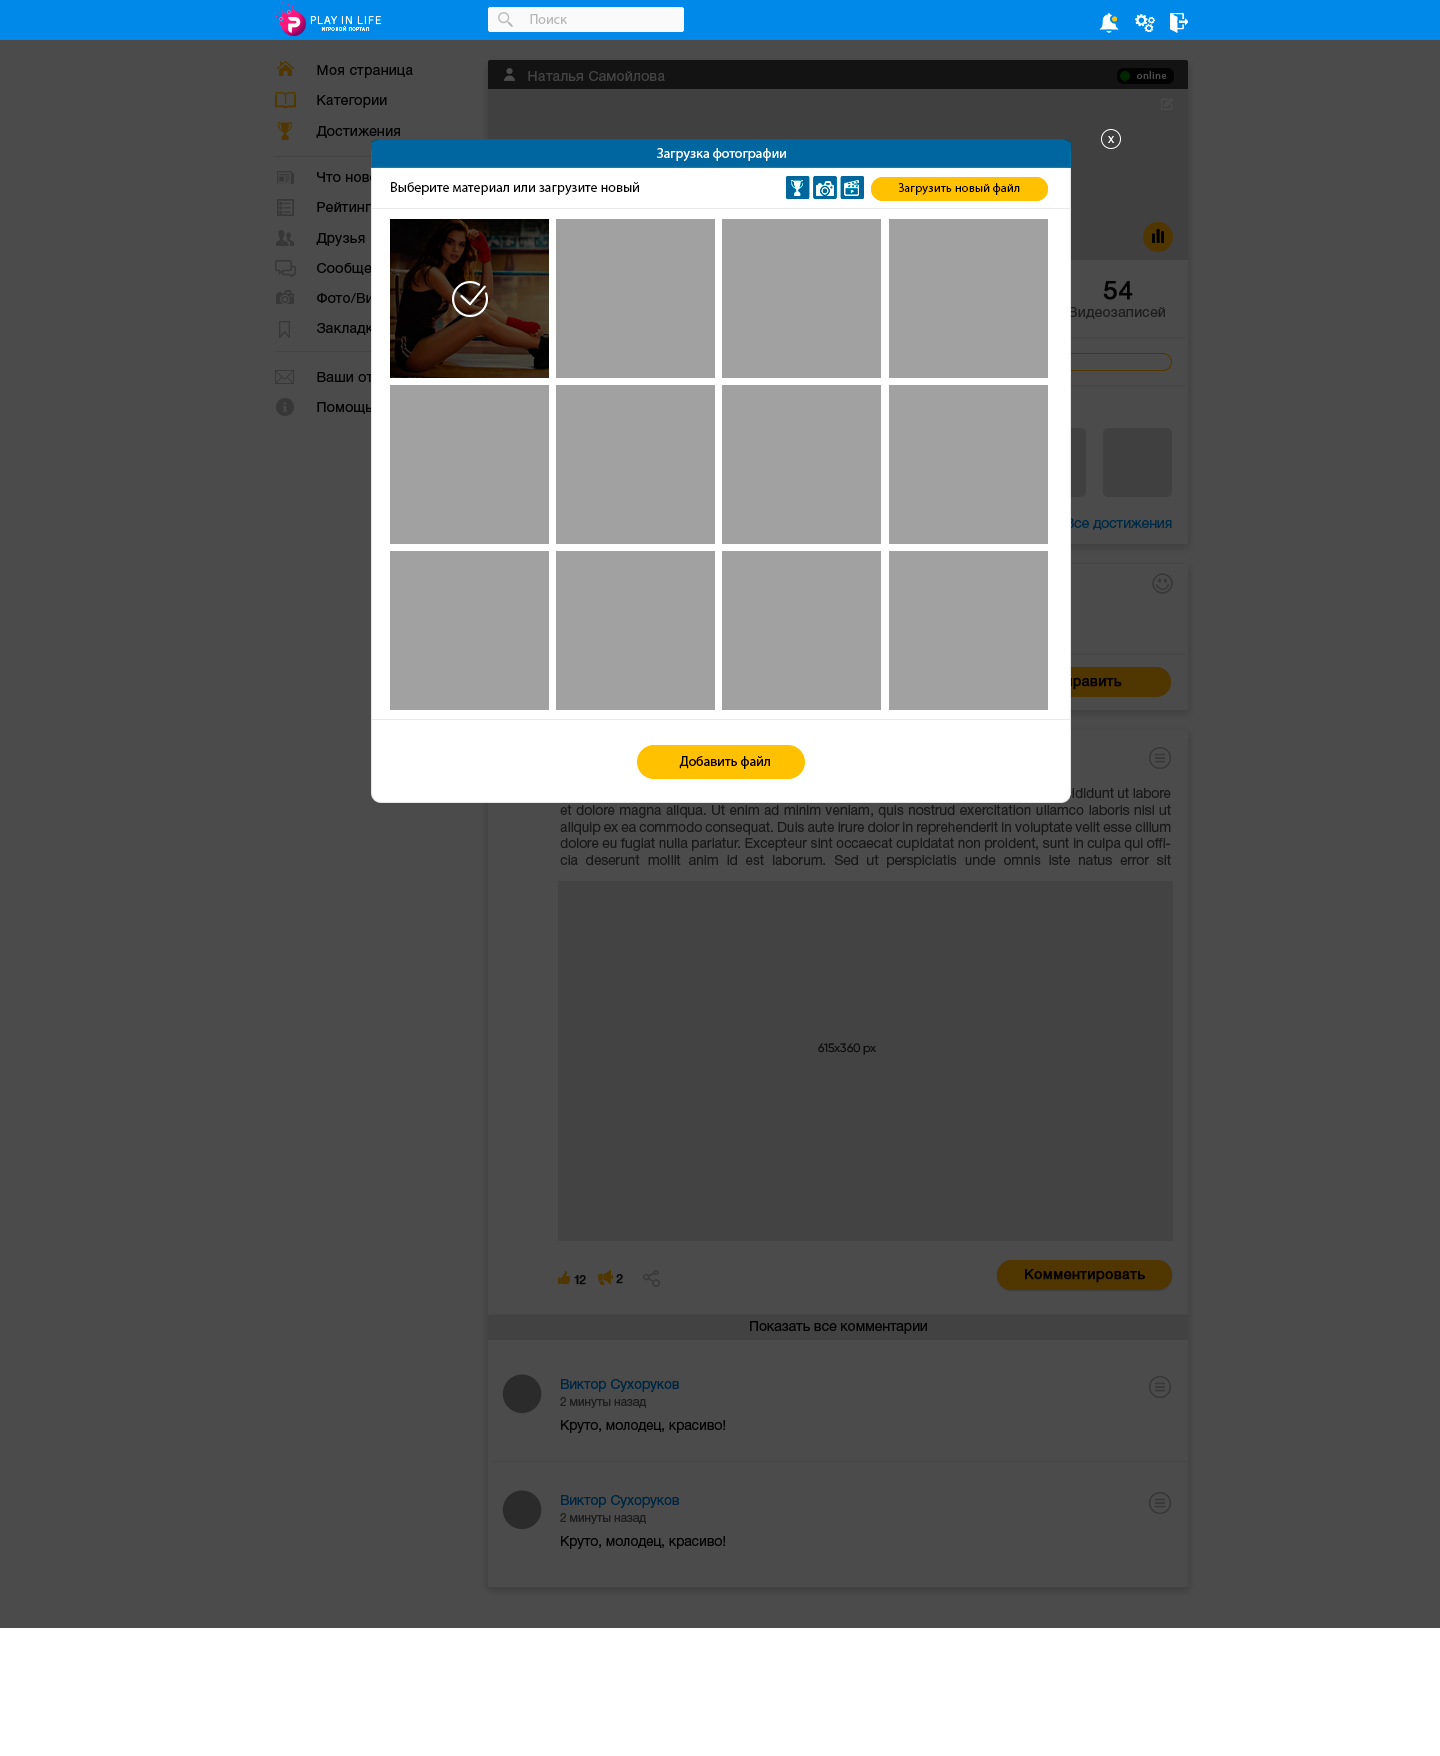 PLAY IN LIFE
ИГРОВОЙ ПОРТАЛ
Поиск
Моя страница
Категории
Достижения
Что нов
Рейтинг
Друзья
Сообще
Фото/Ви
Закладк
Ваши от
Помощь
Наталья Самойлова
online
54
Видеозаписей
Все достижения
равить
Загрузка фотографии
x
Выберите материал или загрузите новый
Загрузить новый файл
Добавить файл
ididunt ut labore
et dolore magna aliqua. Ut enim ad minim veniam, quis nostrud exercitation ullamco laboris nisi ut
aliquip ex ea commodo consequat. Duis aute irure dolor in reprehenderit in voluptate velit esse cillum
dolore eu fugiat nulla pariatur. Excepteur sint occaecat cupidatat non proident, sunt in culpa qui offi-
cia deserunt mollit anim id est laborum. Sed ut perspiciatis unde omnis iste natus error sit
615x360 px
12
2
Комментировать
Показать все комментарии
Виктор Сухоруков
2 минуты назад
Круто, молодец, красиво!
Виктор Сухоруков
2 минуты назад
Круто, молодец, красиво!